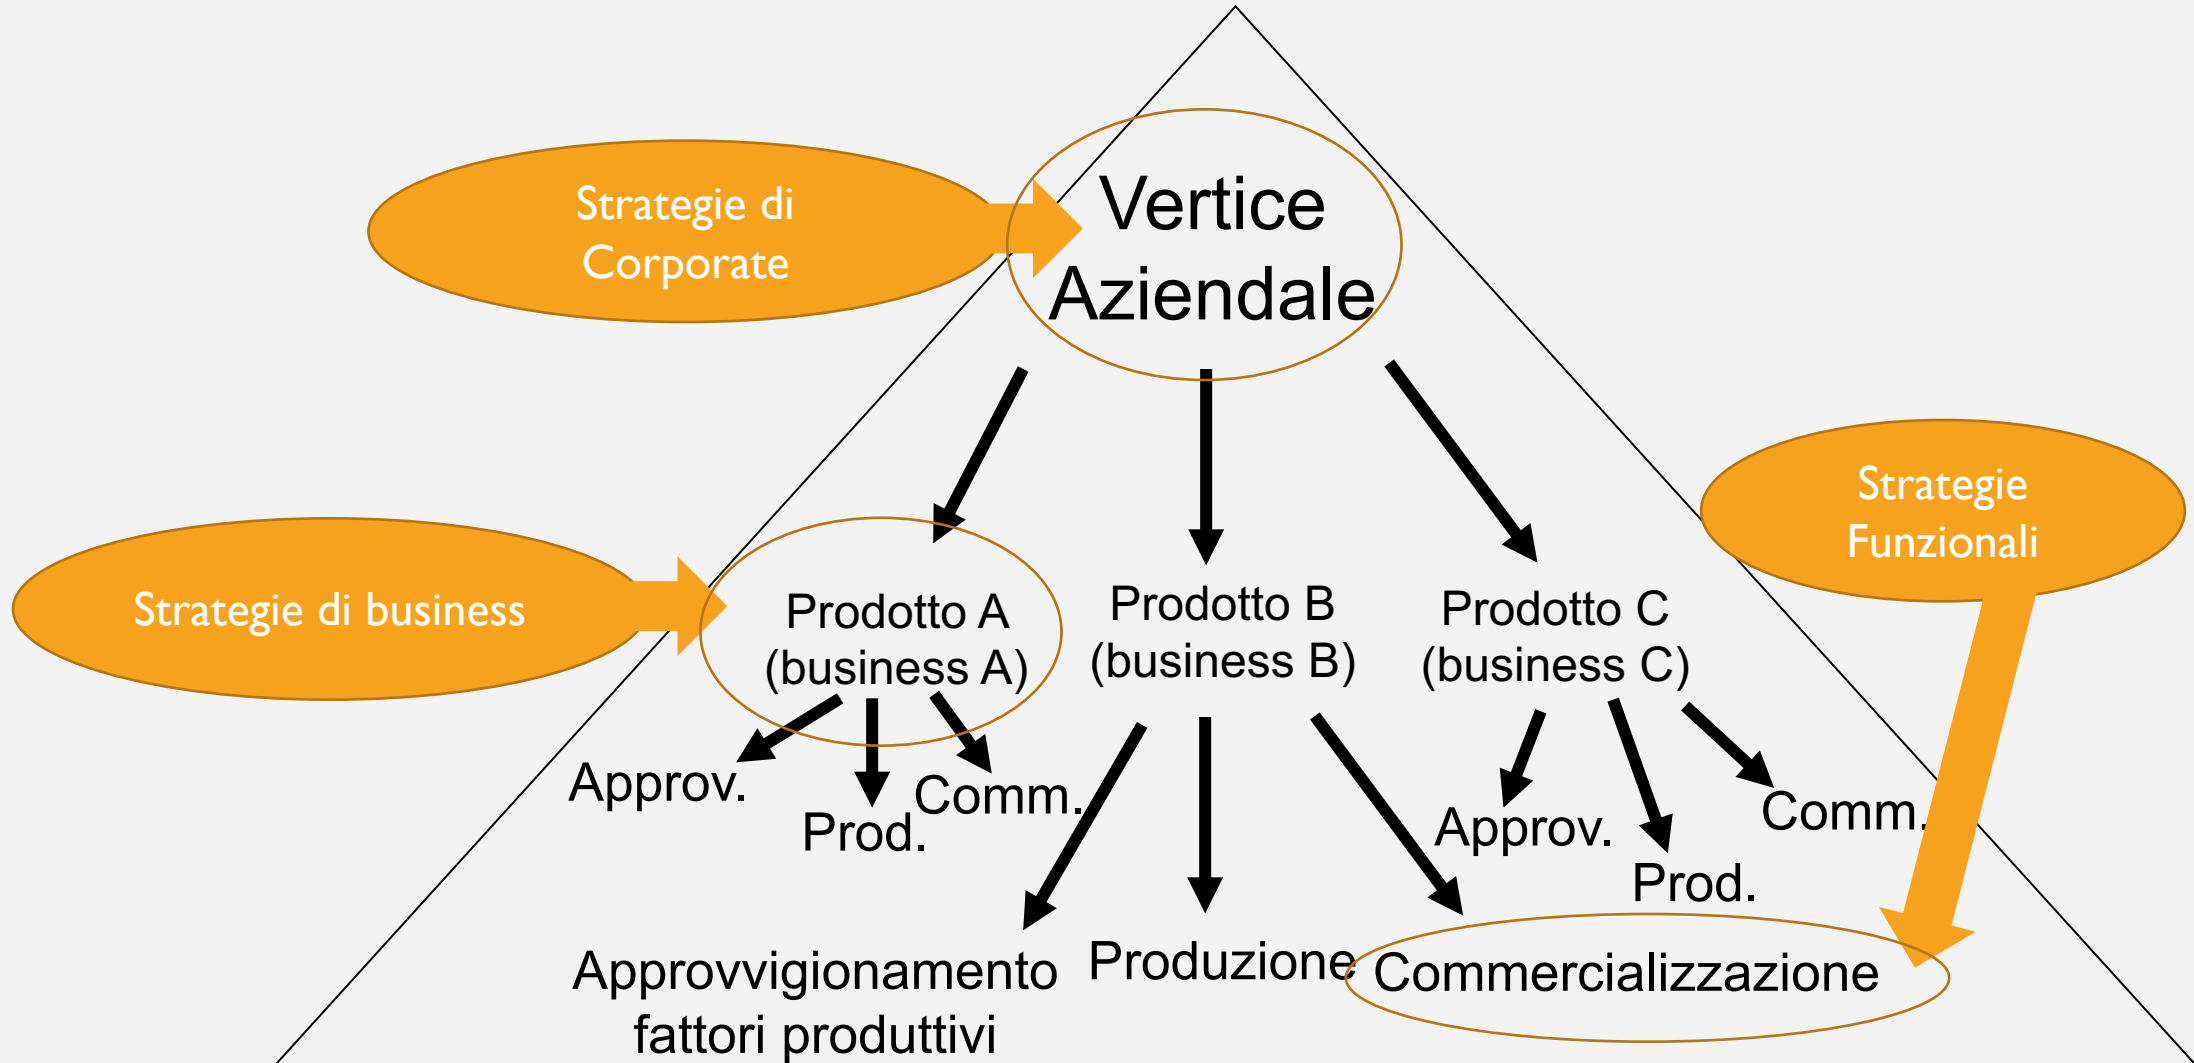 Strategie di
Corporate
Vertice
Aziendale
Strategie
Funzionali
Strategie di business
Prodotto A
(business A)
Prodotto B
(business B)
Prodotto C
(business C)
Approv.
Prod.
Comm.
Approv.
Prod.
Comm.
Approvvigionamento
fattori produttivi
Produzione
Commercializzazione